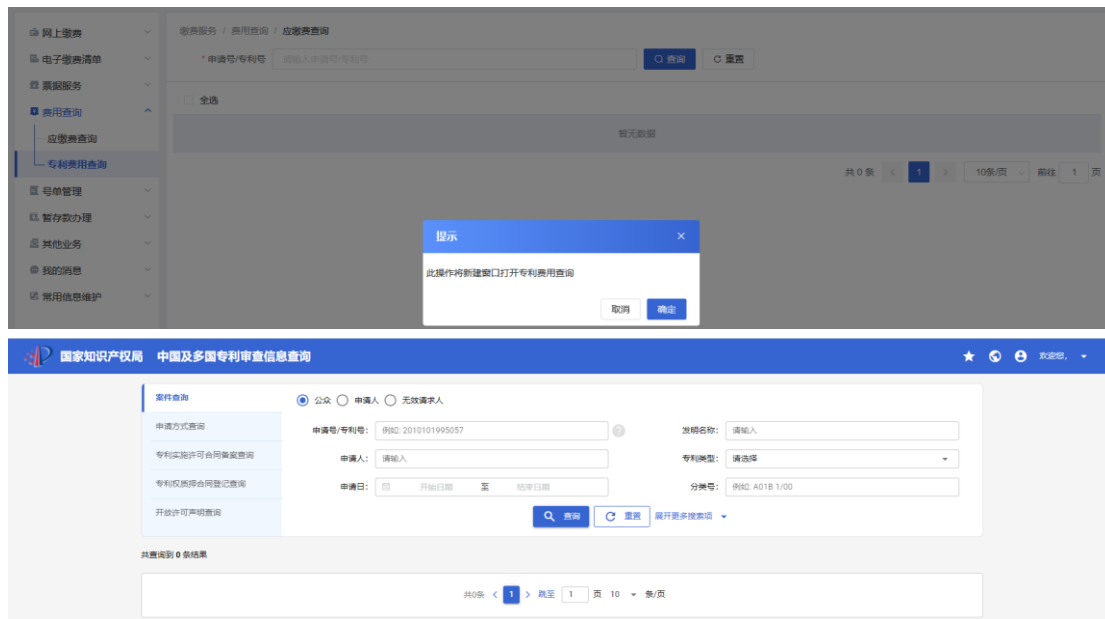 网上缴费
电子缴费清单
票据服务
费用查询
应缴费查询
专利费用查询
号单管理
暂存款办理
其他业务
我的消息
常用信息维护
缴费服务 / 费用查询 / 应缴费查询
* 申请号/专利号 请输入申请号/专利号 查询 重置
全选
暂无数据
共 0 条 < 1 > 10条/页 前往 1 页
提示 ×
此操作将新建窗口打开专利费用查询
取消 确定
国家知识产权局 中国及多国专利审查信息查询 欢迎您,
案件查询
申请方式查询
专利实施许可合同备案查询
专利权质押合同登记查询
开放许可声明查询
公众 申请人 无效请求人
申请号/专利号: 例如: 2010101995057 ? 发明名称: 请输入
申请人: 请输入 专利类型: 请选择
申请日: 开始日期 至 结束日期 分类号: 例如: A01B 1/00
查询 重置 展开更多搜索项
共查询到 0 条结果
共0条 < 1 > 跳至 1 页 10 条/页